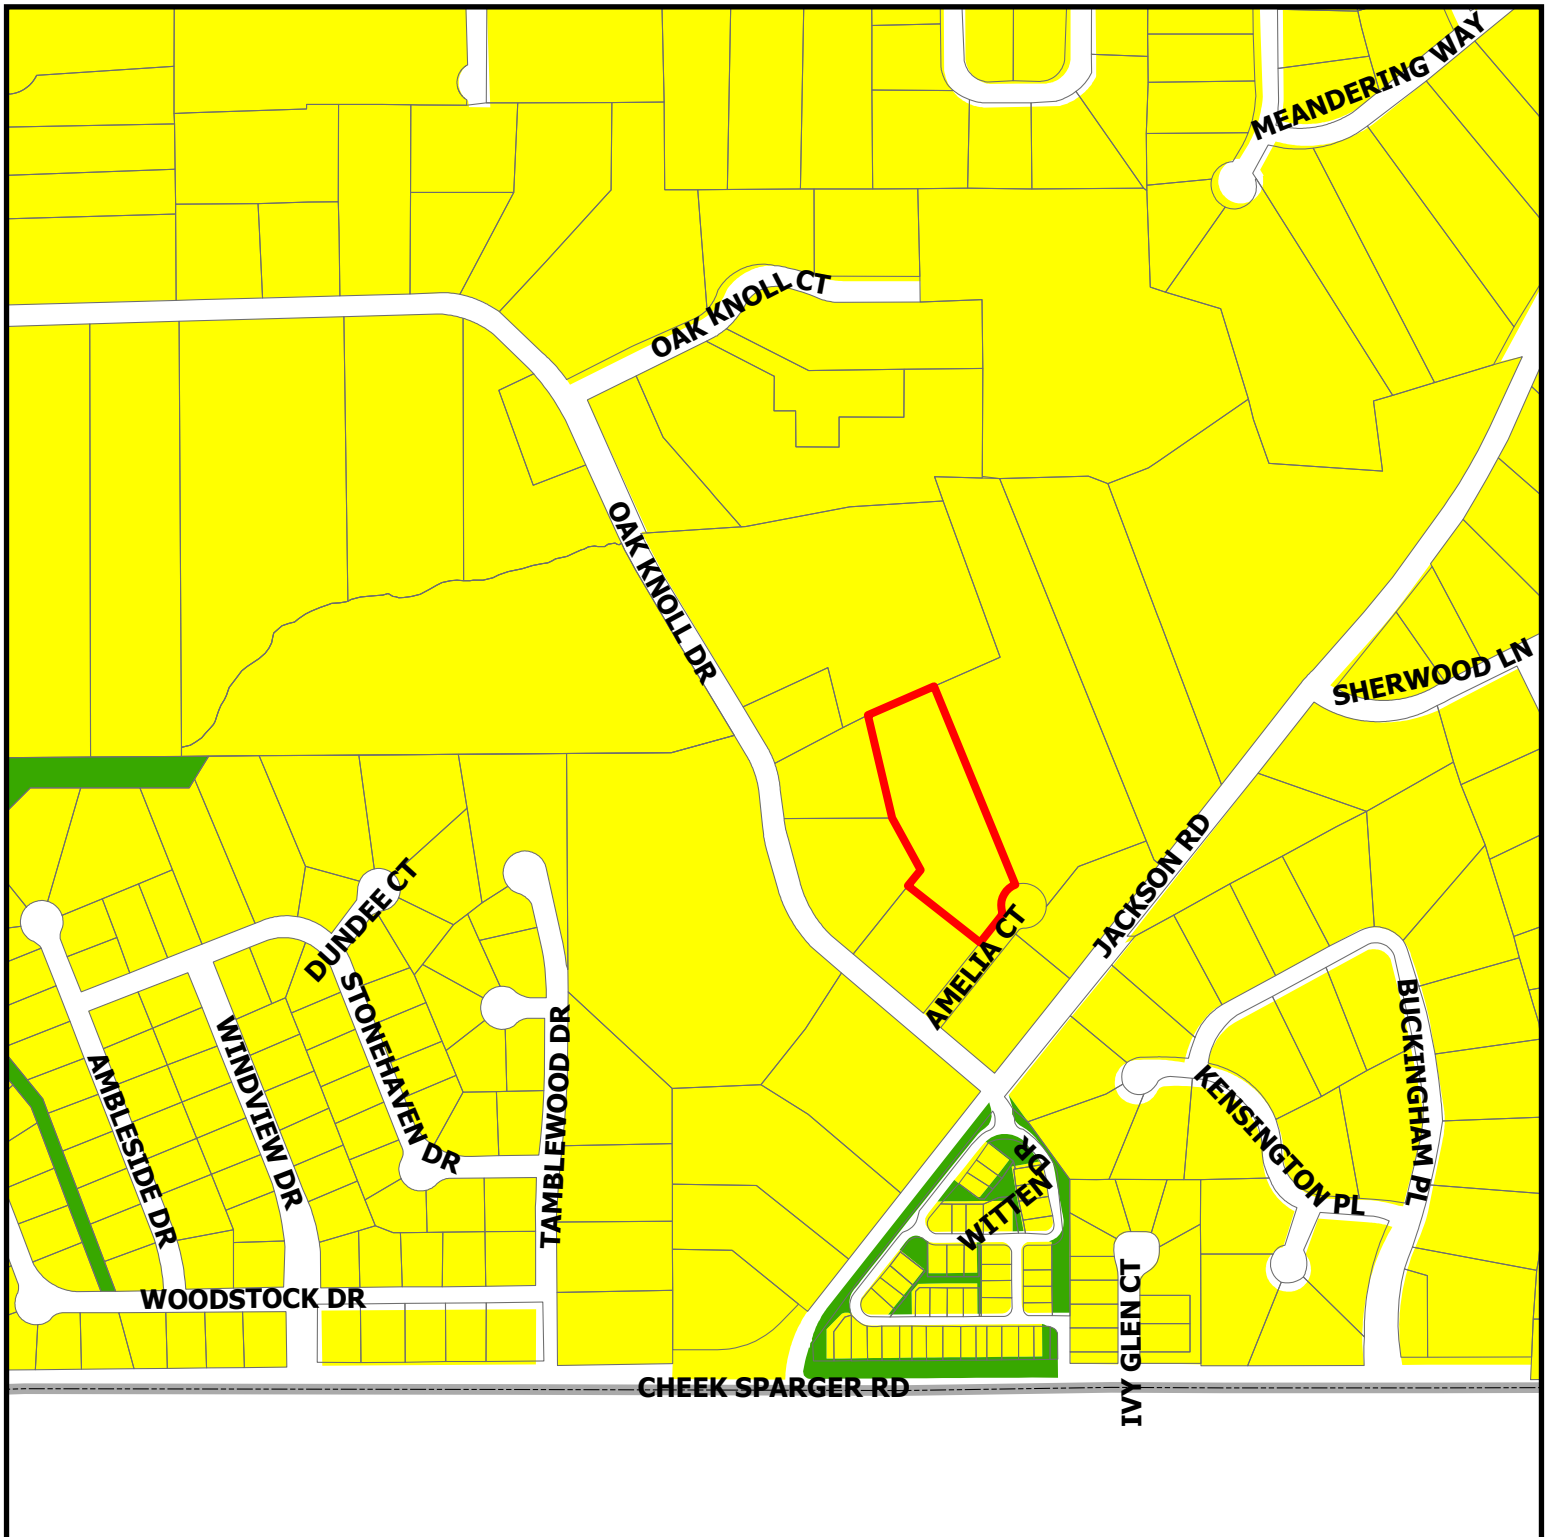 MEANDERING WAY
OAK KNOLL CT
OAK KNOLL DR
SHERWOOD LN
JACKSON RD
DUNDEE CT
AMELIA CT
STONEHAVEN DR
BUCKINGHAM PL
WINDVIEW DR
TAMBLEWOOD DR
AMBLESIDE DR
KENSINGTON PL
WITTEN DR
WOODSTOCK DR
IVY GLEN CT
CHEEK SPARGER RD